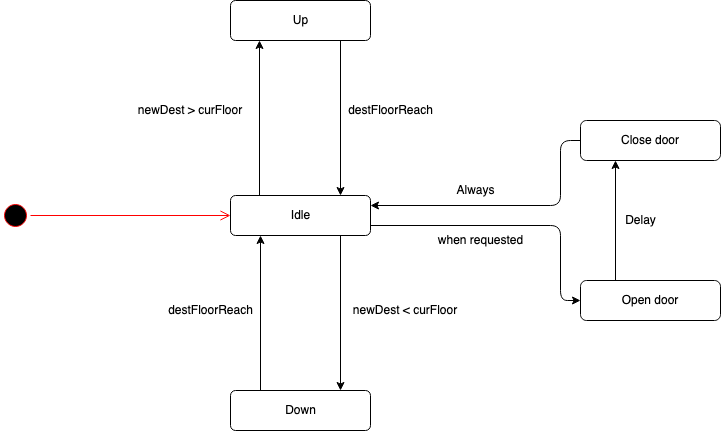 Up
newDest > curFloor
destFloorReach
Close door
Always
Idle
Delay
when requested
Open door
destFloorReach
newDest < curFloor
Down